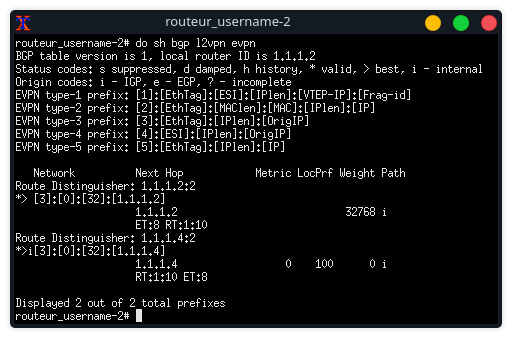 routeur_username-2
routeur_username-2# do sh bgp l2vpn evpn
BGP table version is 1, local router ID is 1.1.1.2
Status codes: s suppressed, d damped, h history, * valid, > best, i - internal
Origin codes: i - IGP, e - EGP, ? - incomplete
EVPN type-1 prefix: [1]:[EthTag]:[ESI]:[IPlen]:[VTEP-IP]:[Frag-id]
EVPN type-2 prefix: [2]:[EthTag]:[MAClen]:[MAC]:[IPlen]:[IP]
EVPN type-3 prefix: [3]:[EthTag]:[IPlen]:[OrigIP]
EVPN type-4 prefix: [4]:[ESI]:[IPlen]:[OrigIP]
EVPN type-5 prefix: [5]:[EthTag]:[IPlen]:[IP]
   Network          Next Hop            Metric LocPrf Weight Path
Route Distinguisher: 1.1.1.2:2
*> [3]:[0]:[32]:[1.1.1.2]
                    1.1.1.2                            32768 i
                    ET:8 RT:1:10
Route Distinguisher: 1.1.1.4:2
*>i[3]:[0]:[32]:[1.1.1.4]
                    1.1.1.4                  0    100      0 i
                    RT:1:10 ET:8
Displayed 2 out of 2 total prefixes
routeur_username-2#